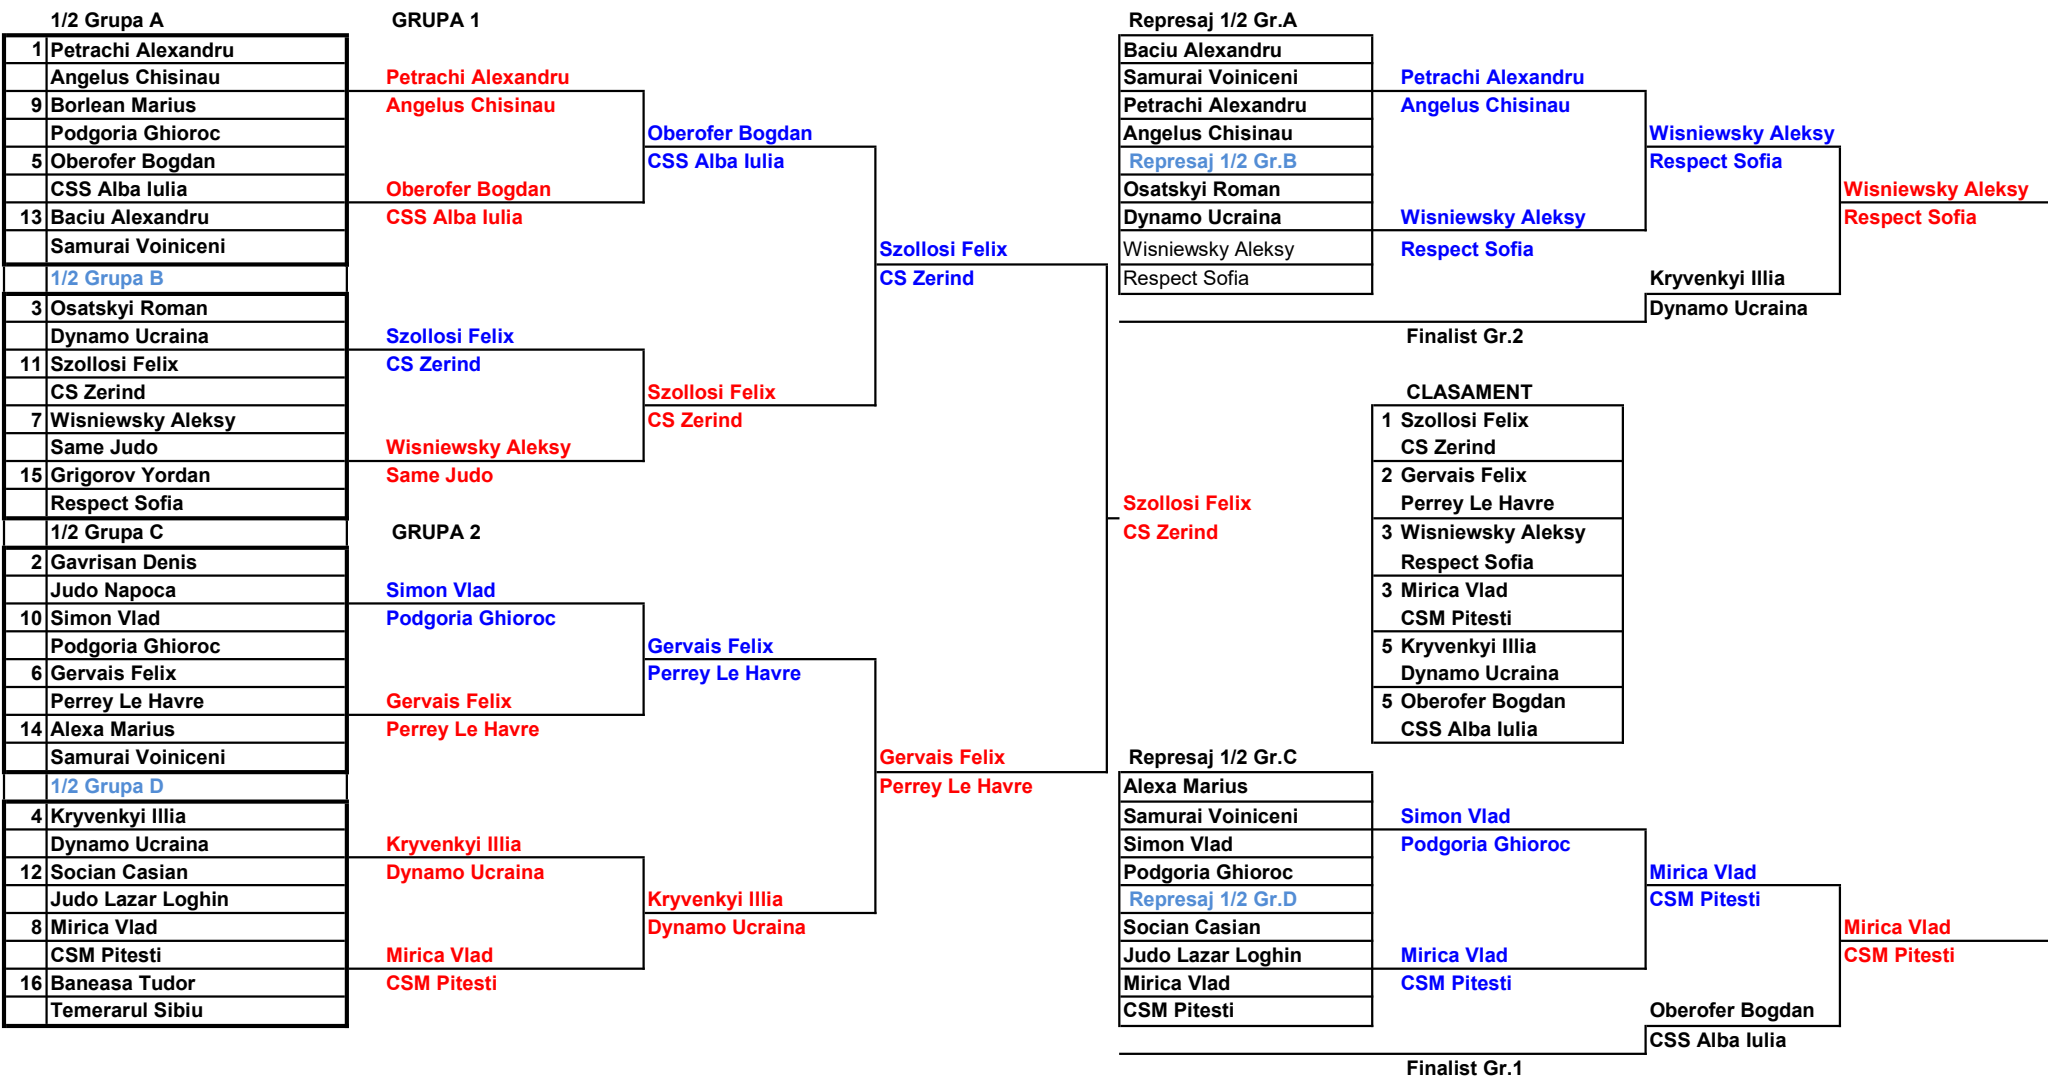 1/2 Grupa A
GRUPA 1
1 Petrachi Alexandru
Angelus Chisinau
9 Borlean Marius
Podgoria Ghioroc
5 Oberofer Bogdan
CSS Alba Iulia
13 Baciu Alexandru
Samurai Voiniceni
1/2 Grupa B
3 Osatskyi Roman
Dynamo Ucraina
11 Szollosi Felix
CS Zerind
7 Wisniewsky Aleksy
Same Judo
15 Grigorov Yordan
Respect Sofia
1/2 Grupa C
GRUPA 2
2 Gavrisan Denis
Judo Napoca
10 Simon Vlad
Podgoria Ghioroc
6 Gervais Felix
Perrey Le Havre
14 Alexa Marius
Samurai Voiniceni
1/2 Grupa D
4 Kryvenkyi Illia
Dynamo Ucraina
12 Socian Casian
Judo Lazar Loghin
8 Mirica Vlad
CSM Pitesti
16 Baneasa Tudor
Temerarul Sibiu
Petrachi Alexandru
Angelus Chisinau
Oberofer Bogdan
CSS Alba Iulia
Szollosi Felix
CS Zerind
Wisniewsky Aleksy
Same Judo
Simon Vlad
Podgoria Ghioroc
Gervais Felix
Perrey Le Havre
Kryvenkyi Illia
Dynamo Ucraina
Mirica Vlad
CSM Pitesti
Oberofer Bogdan
CSS Alba Iulia
Szollosi Felix
CS Zerind
Gervais Felix
Perrey Le Havre
Kryvenkyi Illia
Dynamo Ucraina
Szollosi Felix
CS Zerind
Gervais Felix
Perrey Le Havre
Szollosi Felix
CS Zerind
Represaj 1/2 Gr.A
Baciu Alexandru
Samurai Voiniceni
Petrachi Alexandru
Angelus Chisinau
Represaj 1/2 Gr.B
Osatskyi Roman
Dynamo Ucraina
Wisniewsky Aleksy
Respect Sofia
Petrachi Alexandru
Angelus Chisinau
Wisniewsky Aleksy
Respect Sofia
Wisniewsky Aleksy
Respect Sofia
Kryvenkyi Illia
Dynamo Ucraina
Wisniewsky Aleksy
Respect Sofia
Finalist Gr.2
CLASAMENT
1 Szollosi Felix
CS Zerind
2 Gervais Felix
Perrey Le Havre
3 Wisniewsky Aleksy
Respect Sofia
3 Mirica Vlad
CSM Pitesti
5 Kryvenkyi Illia
Dynamo Ucraina
5 Oberofer Bogdan
CSS Alba Iulia
Represaj 1/2 Gr.C
Alexa Marius
Samurai Voiniceni
Simon Vlad
Podgoria Ghioroc
Represaj 1/2 Gr.D
Socian Casian
Judo Lazar Loghin
Mirica Vlad
CSM Pitesti
Simon Vlad
Podgoria Ghioroc
Mirica Vlad
CSM Pitesti
Mirica Vlad
CSM Pitesti
Oberofer Bogdan
CSS Alba Iulia
Mirica Vlad
CSM Pitesti
Finalist Gr.1